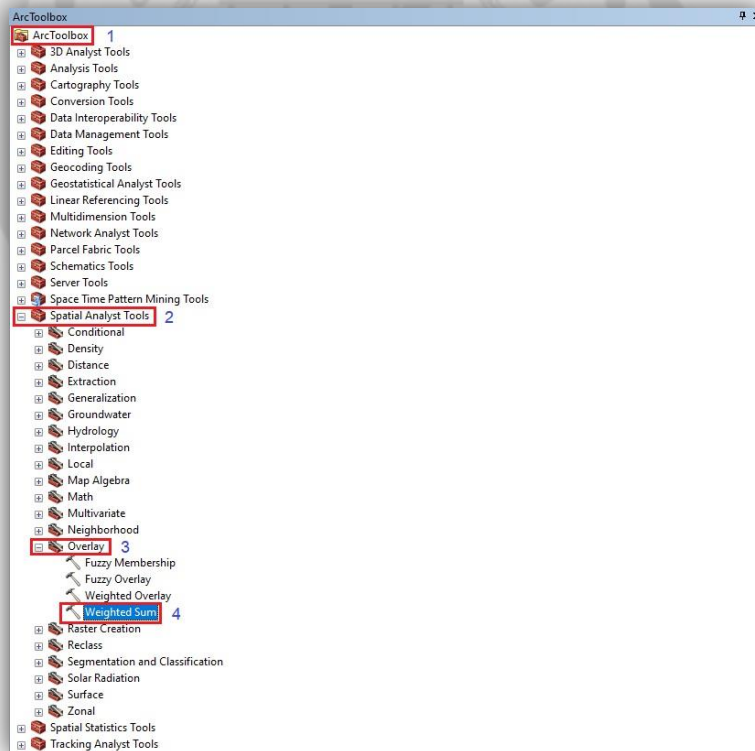 ArcToolbox
ArcToolbox 1
3D Analyst Tools
Analysis Tools
Cartography Tools
Conversion Tools
Data Interoperability Tools
Data Management Tools
Editing Tools
Geocoding Tools
Geostatistical Analyst Tools
Linear Referencing Tools
Multidimension Tools
Network Analyst Tools
Parcel Fabric Tools
Schematics Tools
Server Tools
Space Time Pattern Mining Tools
Spatial Analyst Tools 2
Conditional
Density
Distance
Extraction
Generalization
Groundwater
Hydrology
Interpolation
Local
Map Algebra
Math
Multivariate
Neighborhood
Overlay 3
Fuzzy Membership
Fuzzy Overlay
Weighted Overlay
Weighted Sum 4
Raster Creation
Reclass
Segmentation and Classification
Solar Radiation
Surface
Zonal
Spatial Statistics Tools
Tracking Analyst Tools